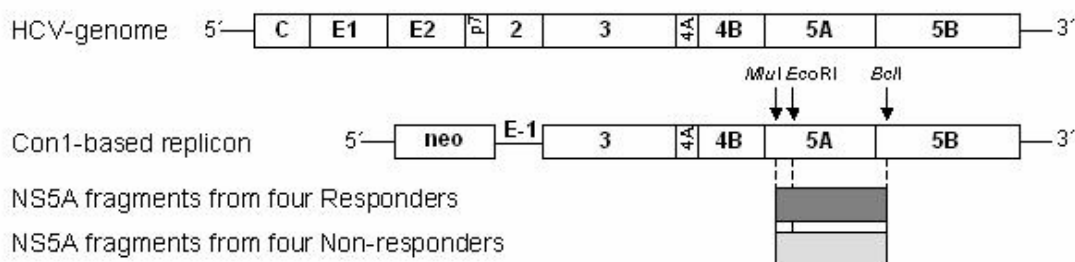 HCV-genome 5´ C E1 E2 p7 2 3 4A 4B 5A 5B 3´
MluI EcoRI BclI
Con1-based replicon 5´ neo E-1 3 4A 4B 5A 5B 3´
NS5A fragments from four Responders
NS5A fragments from four Non-responders